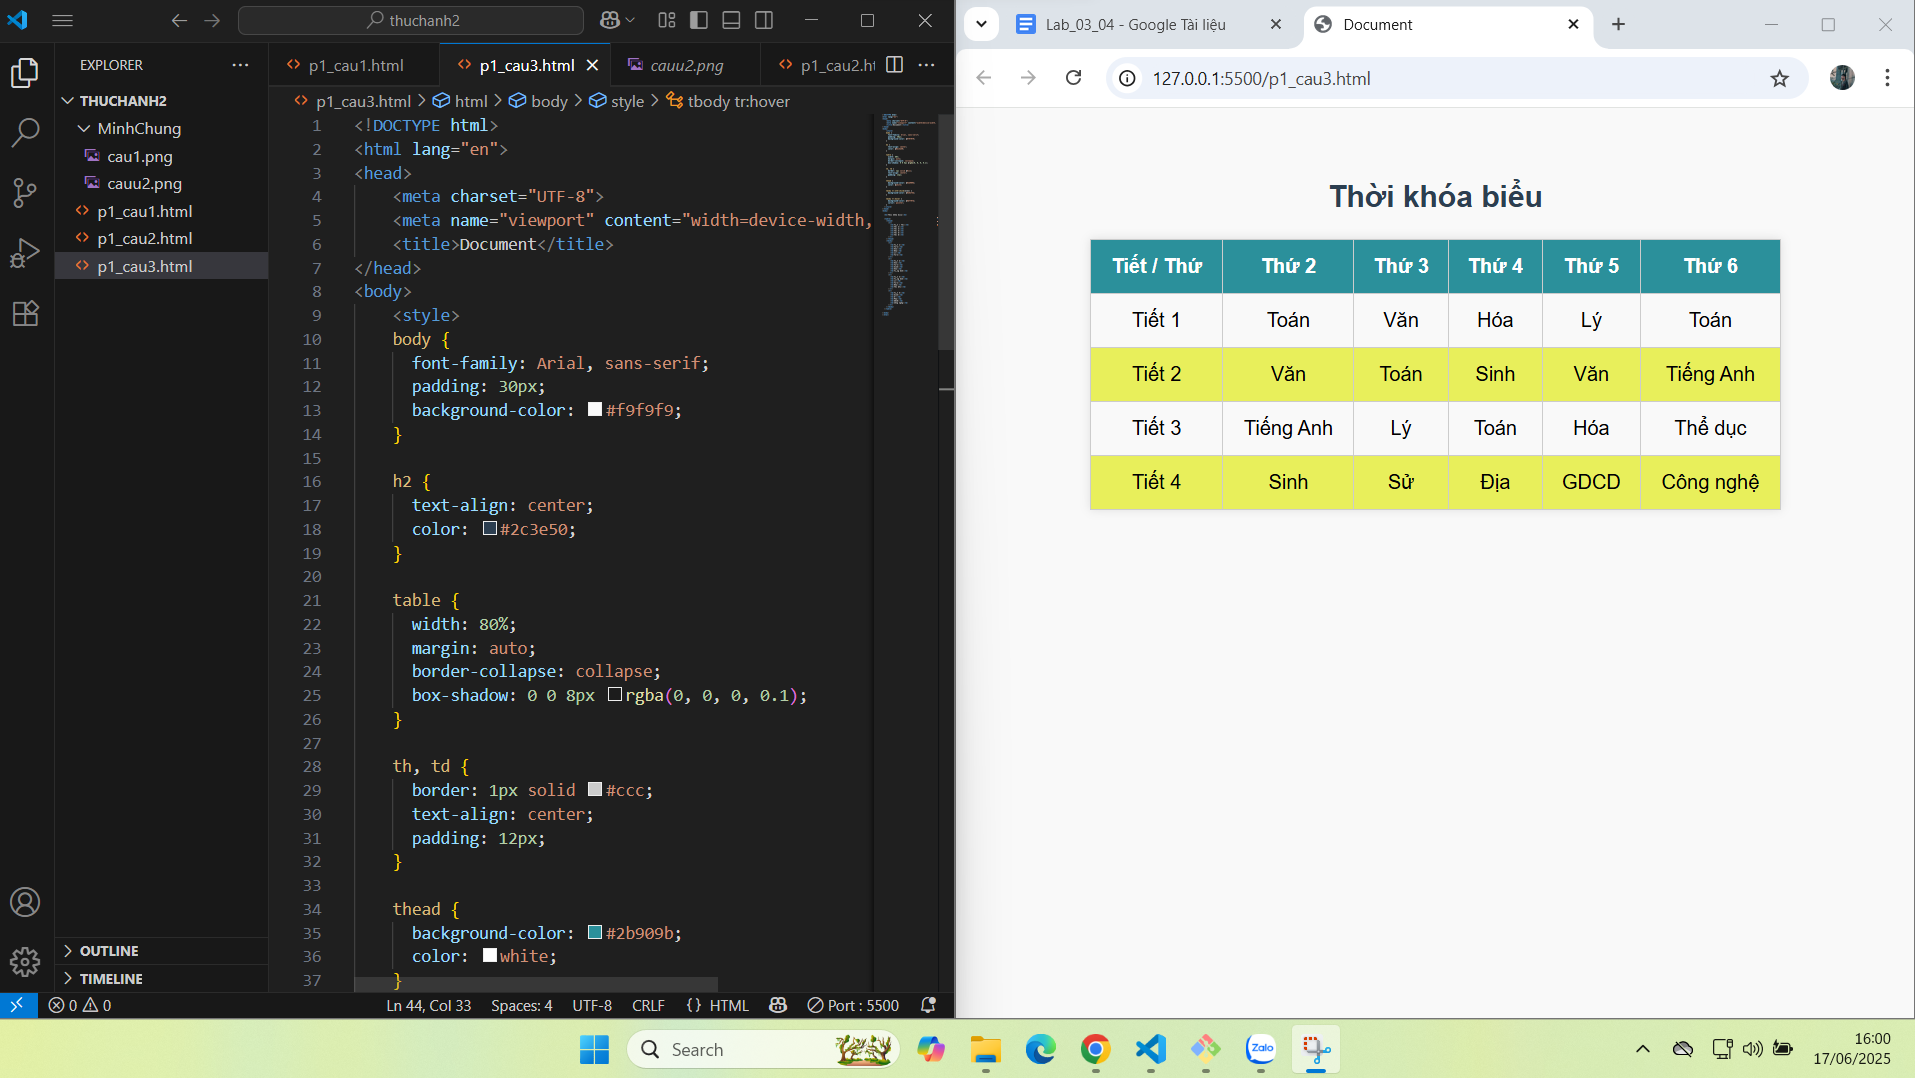 thuchanh2
EXPLORER
THUCHANH2
MinhChung
cau1.png
cauu2.png
p1_cau1.html
p1_cau2.html
p1_cau3.html
OUTLINE
TIMELINE
p1_cau1.html
p1_cau3.html
cauu2.png
p1_cau2.ht
p1_cau3.html > html > body > style > tbody tr:hover
1 <!DOCTYPE html>
2 <html lang="en">
3 <head>
4 <meta charset="UTF-8">
5 <meta name="viewport" content="width=device-width,
6 <title>Document</title>
7 </head>
8 <body>
9 <style>
10 body {
11 font-family: Arial, sans-serif;
12 padding: 30px;
13 background-color: #f9f9f9;
14 }
15
16 h2 {
17 text-align: center;
18 color: #2c3e50;
19 }
20
21 table {
22 width: 80%;
23 margin: auto;
24 border-collapse: collapse;
25 box-shadow: 0 0 8px rgba(0, 0, 0, 0.1);
26 }
27
28 th, td {
29 border: 1px solid #ccc;
30 text-align: center;
31 padding: 12px;
32 }
33
34 thead {
35 background-color: #2b909b;
36 color: white;
37 }
0 0
Ln 44, Col 33 Spaces: 4 UTF-8 CRLF {} HTML Port : 5500
Lab_03_04 - Google Tài liệu
Document
127.0.0.1:5500/p1_cau3.html
Thời khóa biểu
Tiết / Thứ Thứ 2 Thứ 3 Thứ 4 Thứ 5 Thứ 6
Tiết 1 Toán Văn Hóa Lý Toán
Tiết 2 Văn Toán Sinh Văn Tiếng Anh
Tiết 3 Tiếng Anh Lý Toán Hóa Thể dục
Tiết 4 Sinh Sử Địa GDCD Công nghệ
Search
Zalo
16:00
17/06/2025